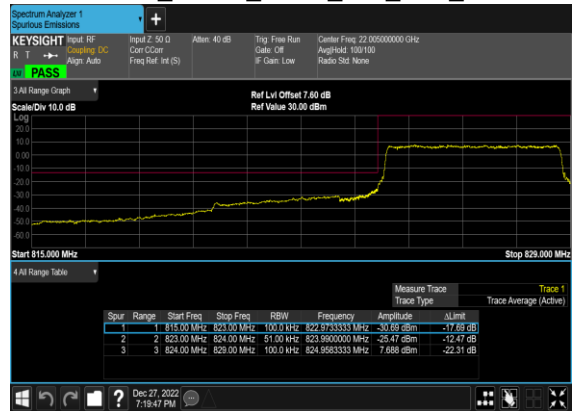 Spectrum Analyzer 1
Spurious Emissions
+
KEYSIGHT Input: RF Input Z: 50 Ω Atten: 40 dB Trig: Free Run Center Freq: 22.005000000 GHz
R T Coupling: DC Corr CCorr Gate: Off Avg|Hold: 100/100
Align: Auto Freq Ref: Int (S) IF Gain: Low Radio Std: None
PASS
3 All Range Graph
Ref Lvl Offset 7.60 dB
Scale/Div 10.0 dB Ref Value 30.00 dBm
Log
20.0
10.0
0.00
-10.0
-20.0
-30.0
-40.0
-50.0
-60.0
Start 815.000 MHz Stop 829.000 MHz
4 All Range Table
Measure Trace Trace 1
Trace Type Trace Average (Active)
Spur Range Start Freq Stop Freq RBW Frequency Amplitude ΔLimit
1 1 815.00 MHz 823.00 MHz 100.0 kHz 822.9733333 MHz -30.69 dBm -17.69 dB
2 2 823.00 MHz 824.00 MHz 51.00 kHz 823.9900000 MHz -25.47 dBm -12.47 dB
3 3 824.00 MHz 829.00 MHz 100.0 kHz 824.9583333 MHz 7.688 dBm -22.31 dB
? Dec 27, 2022
7:19:47 PM